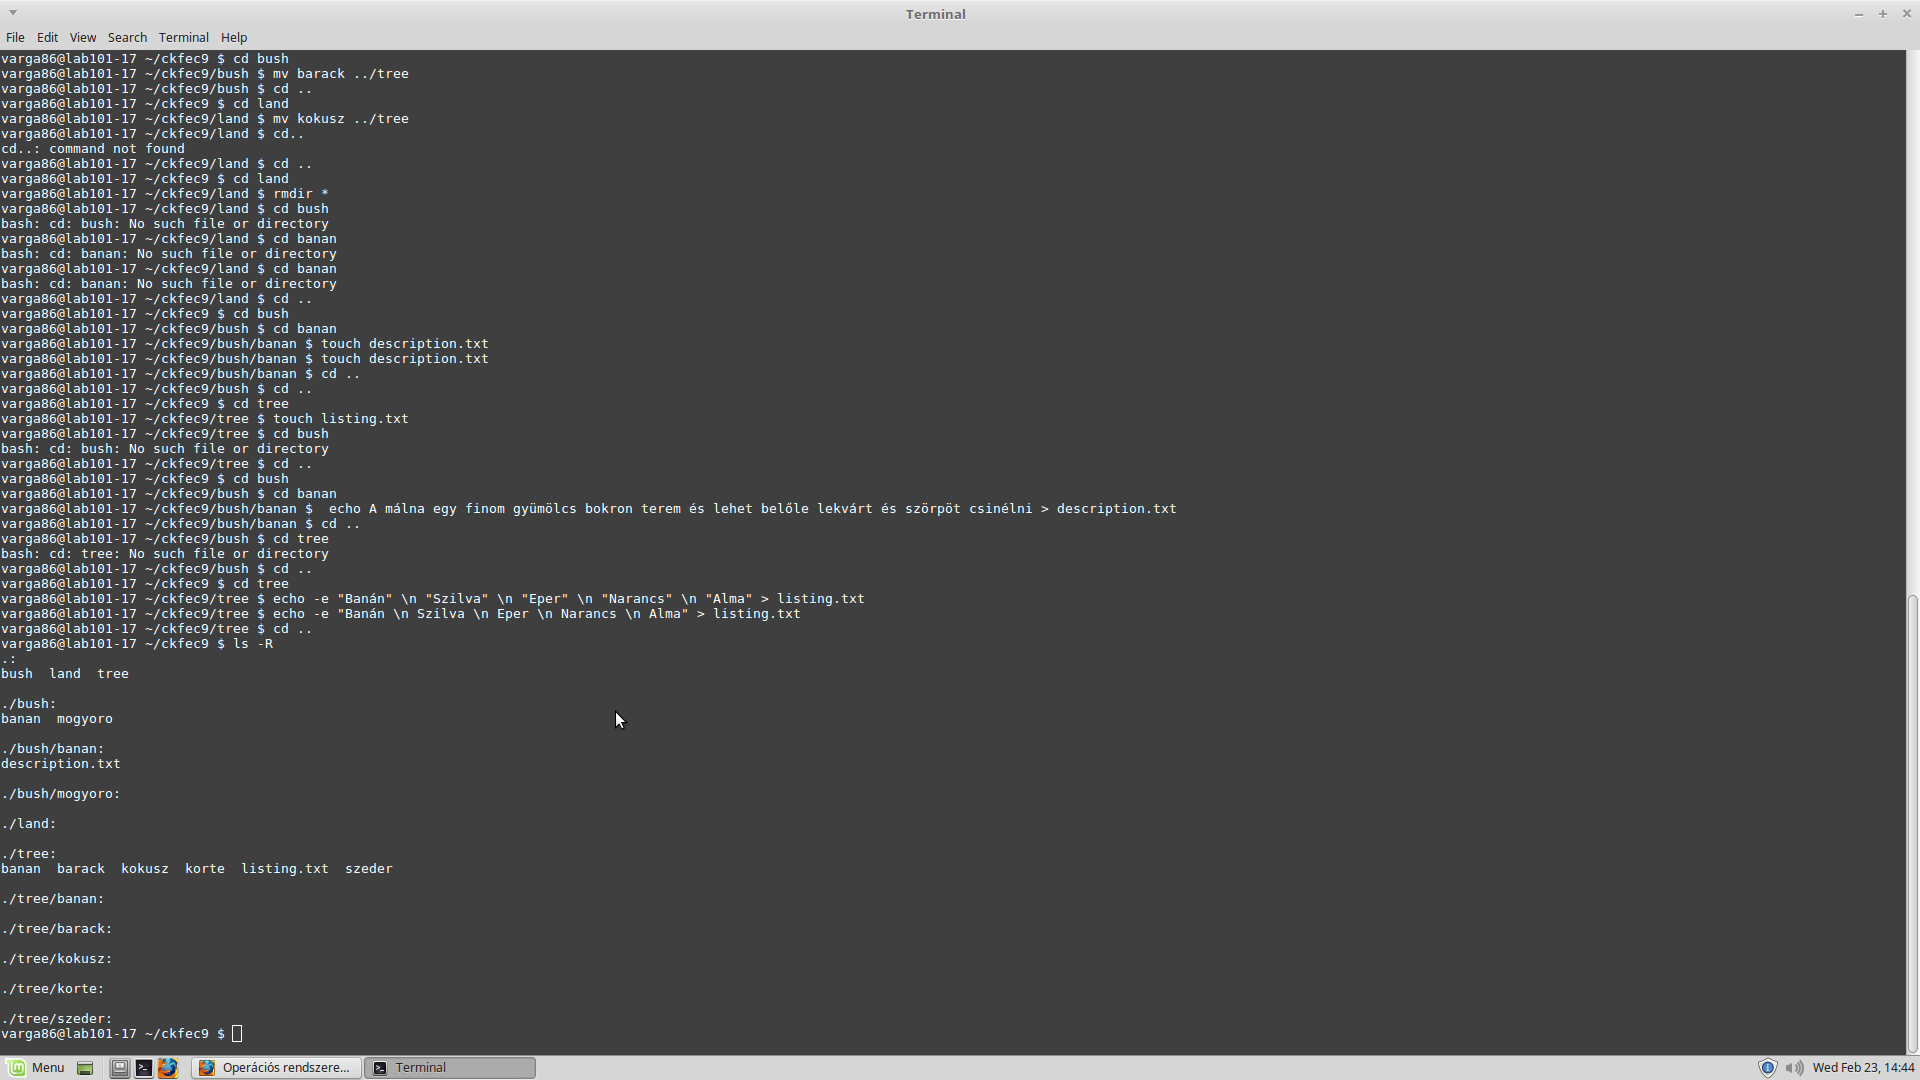 Terminal
File Edit View Search Terminal Help
varga86@lab101-17 ~/ckfec9 $ cd bush
varga86@lab101-17 ~/ckfec9/bush $ mv barack ../tree
varga86@lab101-17 ~/ckfec9/bush $ cd ..
varga86@lab101-17 ~/ckfec9 $ cd land
varga86@lab101-17 ~/ckfec9/land $ mv kokusz ../tree
varga86@lab101-17 ~/ckfec9/land $ cd..
cd..: command not found
varga86@lab101-17 ~/ckfec9/land $ cd ..
varga86@lab101-17 ~/ckfec9 $ cd land
varga86@lab101-17 ~/ckfec9/land $ rmdir *
varga86@lab101-17 ~/ckfec9/land $ cd bush
bash: cd: bush: No such file or directory
varga86@lab101-17 ~/ckfec9/land $ cd banan
bash: cd: banan: No such file or directory
varga86@lab101-17 ~/ckfec9/land $ cd banan
bash: cd: banan: No such file or directory
varga86@lab101-17 ~/ckfec9/land $ cd ..
varga86@lab101-17 ~/ckfec9 $ cd bush
varga86@lab101-17 ~/ckfec9/bush $ cd banan
varga86@lab101-17 ~/ckfec9/bush/banan $ touch description.txt
varga86@lab101-17 ~/ckfec9/bush/banan $ touch description.txt
varga86@lab101-17 ~/ckfec9/bush/banan $ cd ..
varga86@lab101-17 ~/ckfec9/bush $ cd ..
varga86@lab101-17 ~/ckfec9 $ cd tree
varga86@lab101-17 ~/ckfec9/tree $ touch listing.txt
varga86@lab101-17 ~/ckfec9/tree $ cd bush
bash: cd: bush: No such file or directory
varga86@lab101-17 ~/ckfec9/tree $ cd ..
varga86@lab101-17 ~/ckfec9 $ cd bush
varga86@lab101-17 ~/ckfec9/bush $ cd banan
varga86@lab101-17 ~/ckfec9/bush/banan $  echo A málna egy finom gyümölcs bokron terem és lehet belőle lekvárt és szörpöt csinélni > description.txt
varga86@lab101-17 ~/ckfec9/bush/banan $ cd ..
varga86@lab101-17 ~/ckfec9/bush $ cd tree
bash: cd: tree: No such file or directory
varga86@lab101-17 ~/ckfec9/bush $ cd ..
varga86@lab101-17 ~/ckfec9 $ cd tree
varga86@lab101-17 ~/ckfec9/tree $ echo -e "Banán" \n "Szilva" \n "Eper" \n "Narancs" \n "Alma" > listing.txt
varga86@lab101-17 ~/ckfec9/tree $ echo -e "Banán \n Szilva \n Eper \n Narancs \n Alma" > listing.txt
varga86@lab101-17 ~/ckfec9/tree $ cd ..
varga86@lab101-17 ~/ckfec9 $ ls -R
.:
bush  land  tree
./bush:
banan  mogyoro
./bush/banan:
description.txt
./bush/mogyoro:
./land:
./tree:
banan  barack  kokusz  korte  listing.txt  szeder
./tree/banan:
./tree/barack:
./tree/kokusz:
./tree/korte:
./tree/szeder:
varga86@lab101-17 ~/ckfec9 $
Menu Operációs rendszere... Terminal Wed Feb 23, 14:44